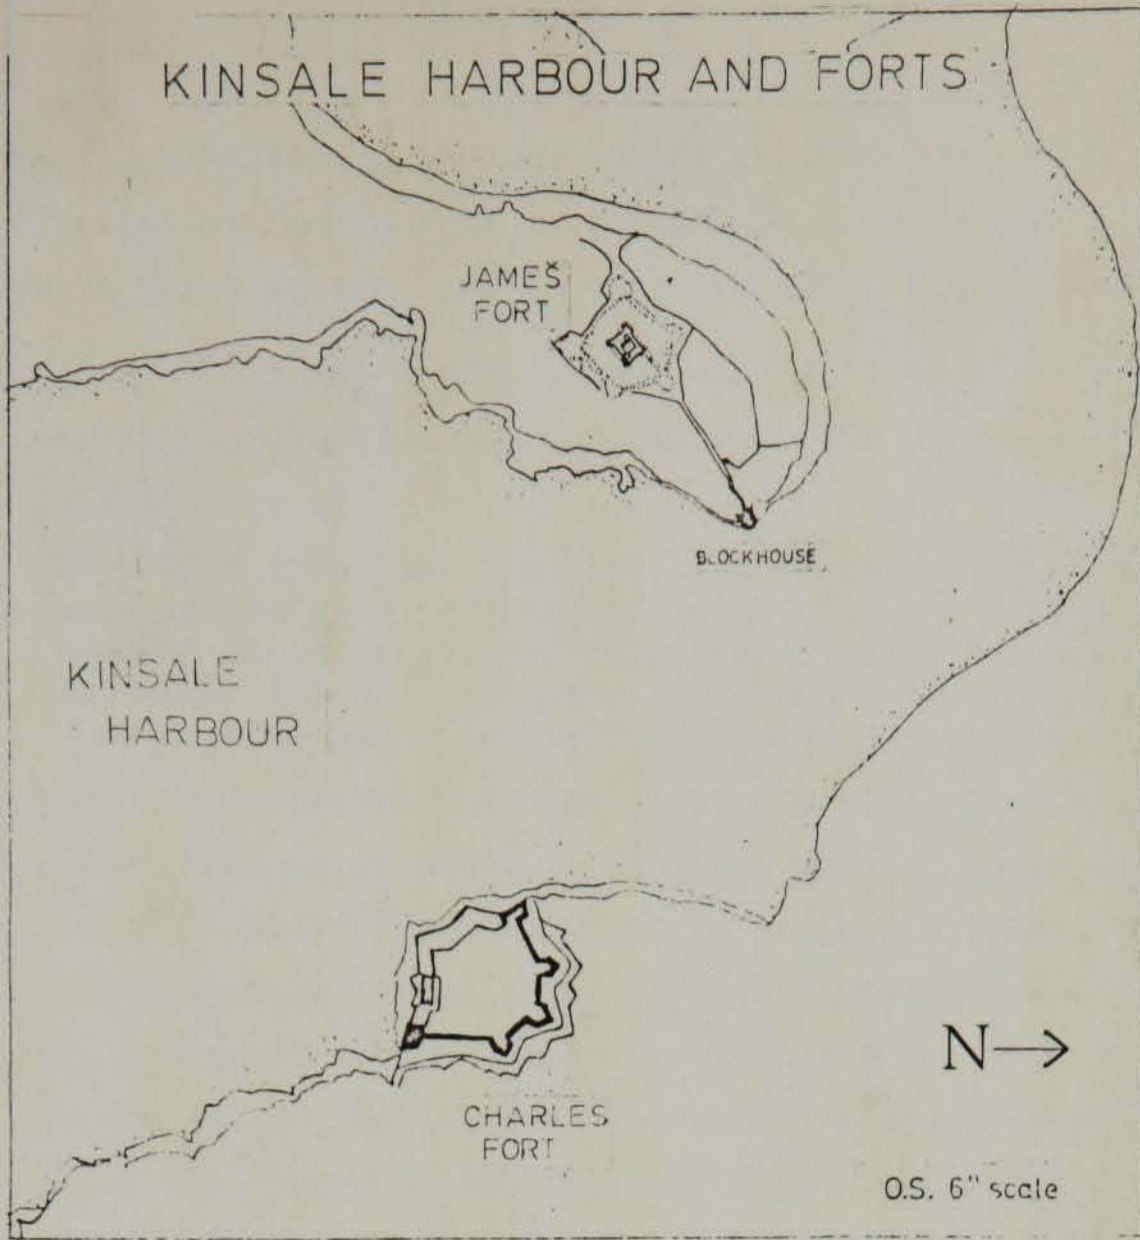 KINSALE HARBOUR AND FORTS
JAMES
FORT
BLOCKHOUSE
KINSALE
HARBOUR
N
CHARLES
FORT
O.S. 6" scale